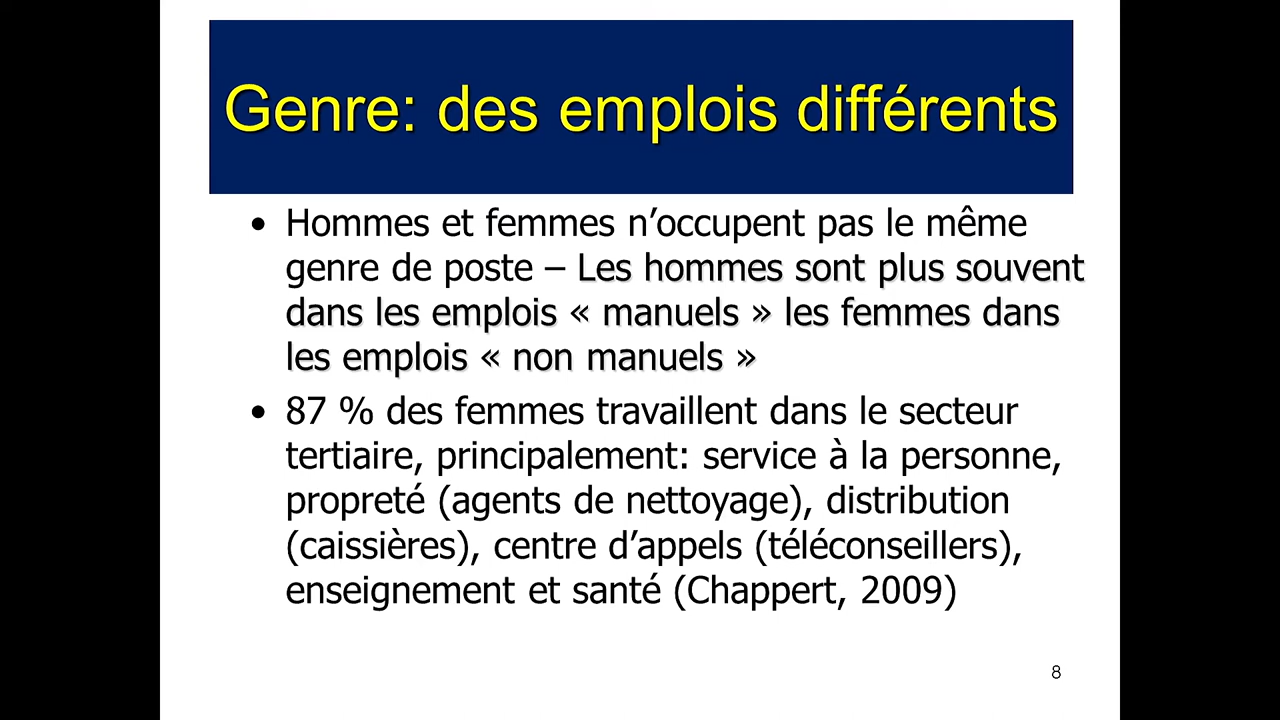 Genre: des emplois différents
• Hommes et femmes n’occupent pas le même
genre de poste – Les hommes sont plus souvent
dans les emplois « manuels » les femmes dans
les emplois « non manuels »
• 87 % des femmes travaillent dans le secteur
tertiaire, principalement: service à la personne,
propreté (agents de nettoyage), distribution
(caissières), centre d’appels (téléconseillers),
enseignement et santé (Chappert, 2009)
8